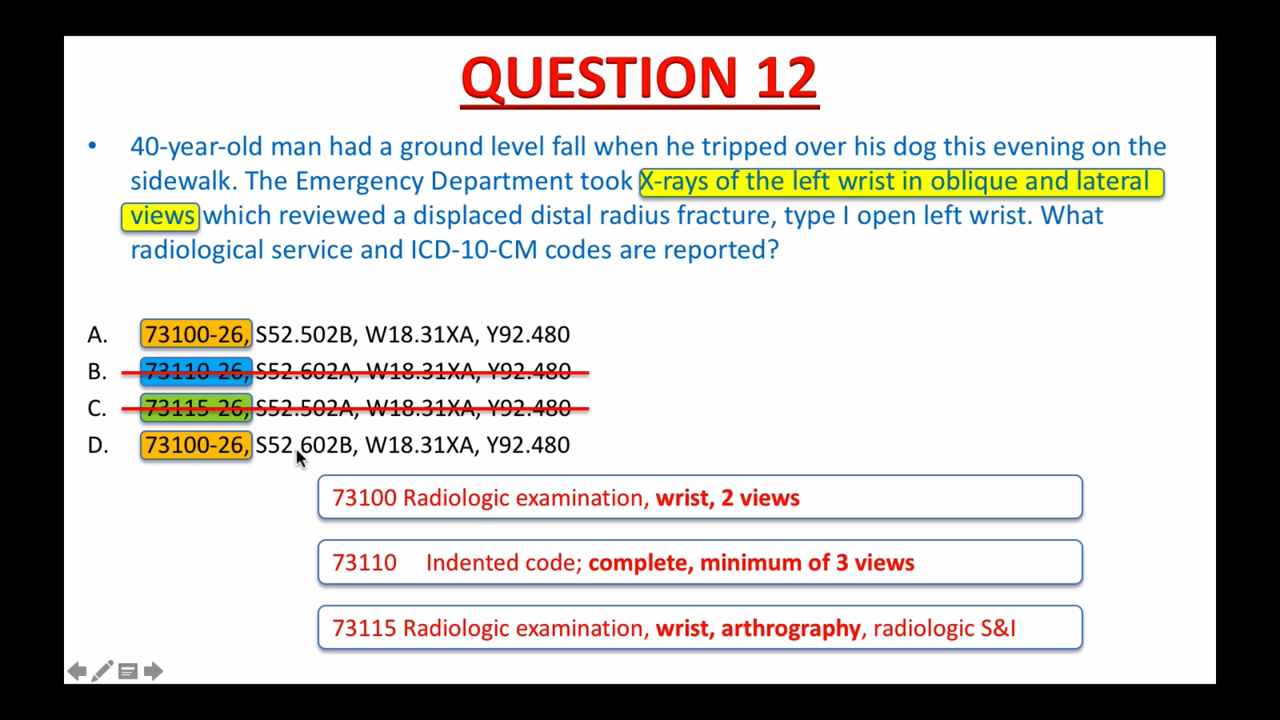 QUESTION 12
• 40-year-old man had a ground level fall when he tripped over his dog this evening on the
sidewalk. The Emergency Department took X-rays of the left wrist in oblique and lateral
views which reviewed a displaced distal radius fracture, type I open left wrist. What
radiological service and ICD-10-CM codes are reported?
A. 73100-26, S52.502B, W18.31XA, Y92.480
B. 73110-26, S52.602A, W18.31XA, Y92.480
C. 73115-26, S52.502A, W18.31XA, Y92.480
D. 73100-26, S52.602B, W18.31XA, Y92.480
73100 Radiologic examination, wrist, 2 views
73110 Indented code; complete, minimum of 3 views
73115 Radiologic examination, wrist, arthrography, radiologic S&I